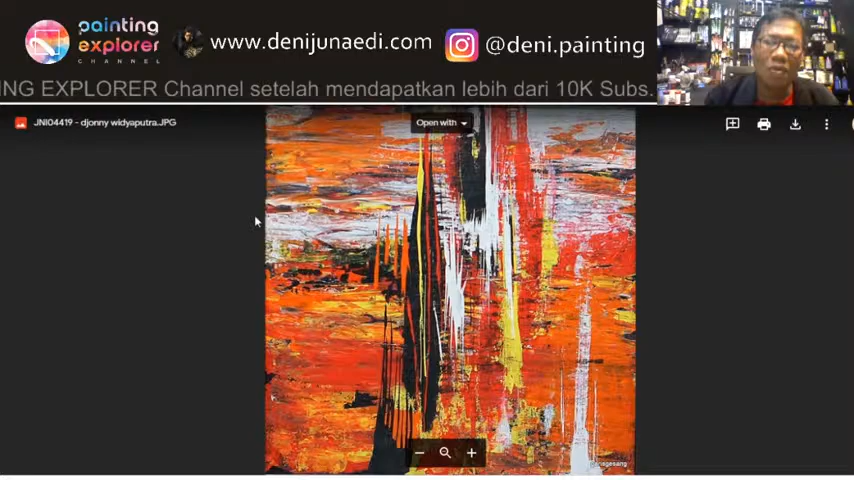 painting
explorer
CHANNEL
www.denijunaedi.com
@deni.painting
NG EXPLORER Channel setelah mendapatkan lebih dari 10K Subs.
JNI04419 - djonny widyaputra.JPG
Open with